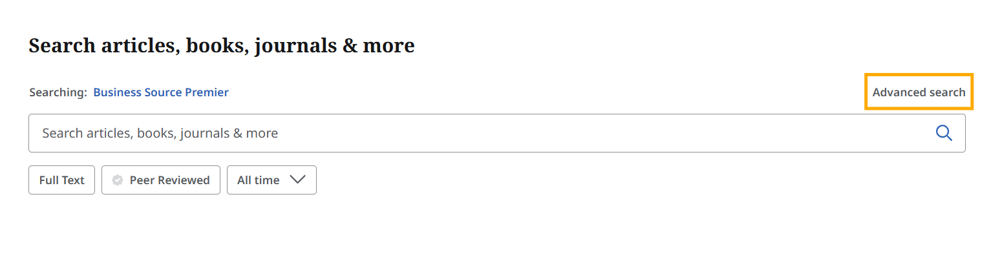 Search articles, books, journals & more
Searching: Business Source Premier
Advanced search
Search articles, books, journals & more
Full Text
Peer Reviewed
All time